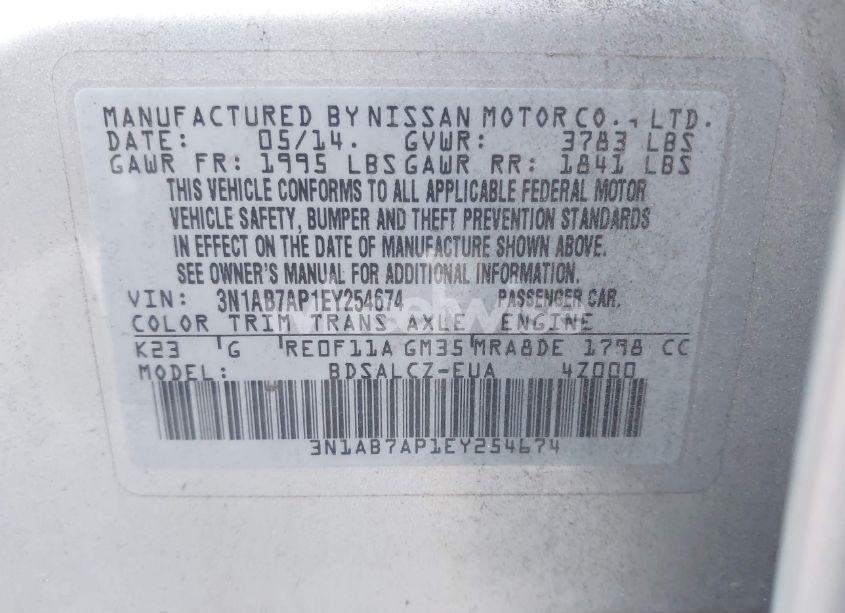 MANUFACTURED BY NISSAN MOTOR CO., LTD.
DATE: 05/14. GVWR: 3783 LBS
GAWR FR: 1995 LBS GAWR RR: 1841 LBS
THIS VEHICLE CONFORMS TO ALL APPLICABLE FEDERAL MOTOR
VEHICLE SAFETY, BUMPER AND THEFT PREVENTION STANDARDS
IN EFFECT ON THE DATE OF MANUFACTURE SHOWN ABOVE.
SEE OWNER'S MANUAL FOR ADDITIONAL INFORMATION.
VIN: 3N1AB7AP1EY254674 PASSENGER CAR.
COLOR TRIM TRANS AXLE ENGINE
K23 G RE0F11A GM35 MRA8DE 1798 CC
MODEL: BDSALCZ-EUA 4Z000
3N1AB7AP1EY254674